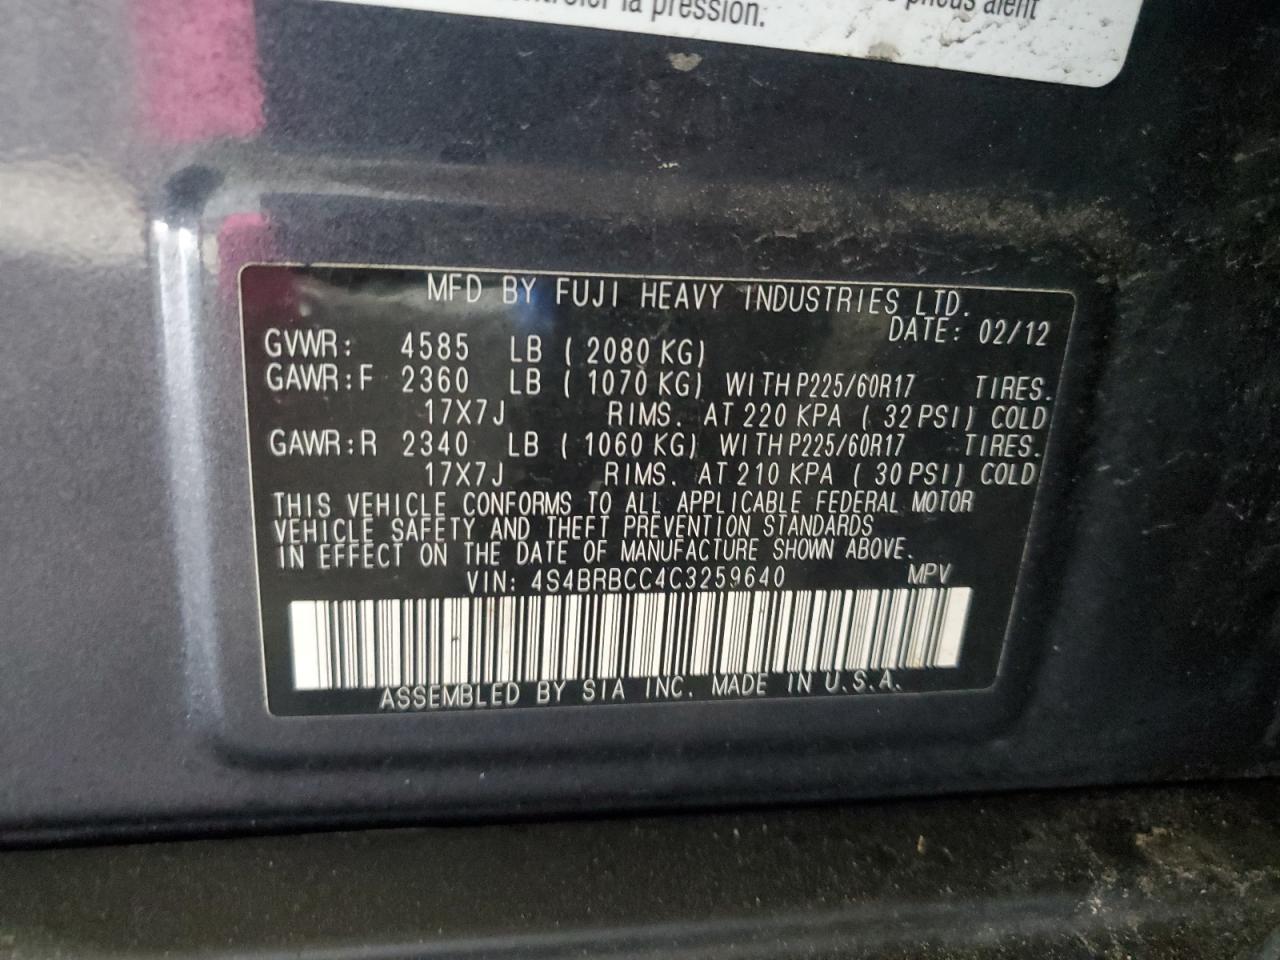 la pression.
pneus aient
MFD BY FUJI HEAVY INDUSTRIES LTD.
DATE: 02/12
GVWR: 4585 LB ( 2080 KG)
GAWR:F 2360 LB ( 1070 KG) WITH P225/60R17 TIRES.
17X7J RIMS. AT 220 KPA ( 32 PSI) COLD
GAWR:R 2340 LB ( 1060 KG) WITH P225/60R17 TIRES.
17X7J RIMS. AT 210 KPA ( 30 PSI) COLD
THIS VEHICLE CONFORMS TO ALL APPLICABLE FEDERAL MOTOR
VEHICLE SAFETY AND THEFT PREVENTION STANDARDS
IN EFFECT ON THE DATE OF MANUFACTURE SHOWN ABOVE.
VIN: 4S4BRBCC4C3259640 MPV
ASSEMBLED BY SIA INC. MADE IN U.S.A.